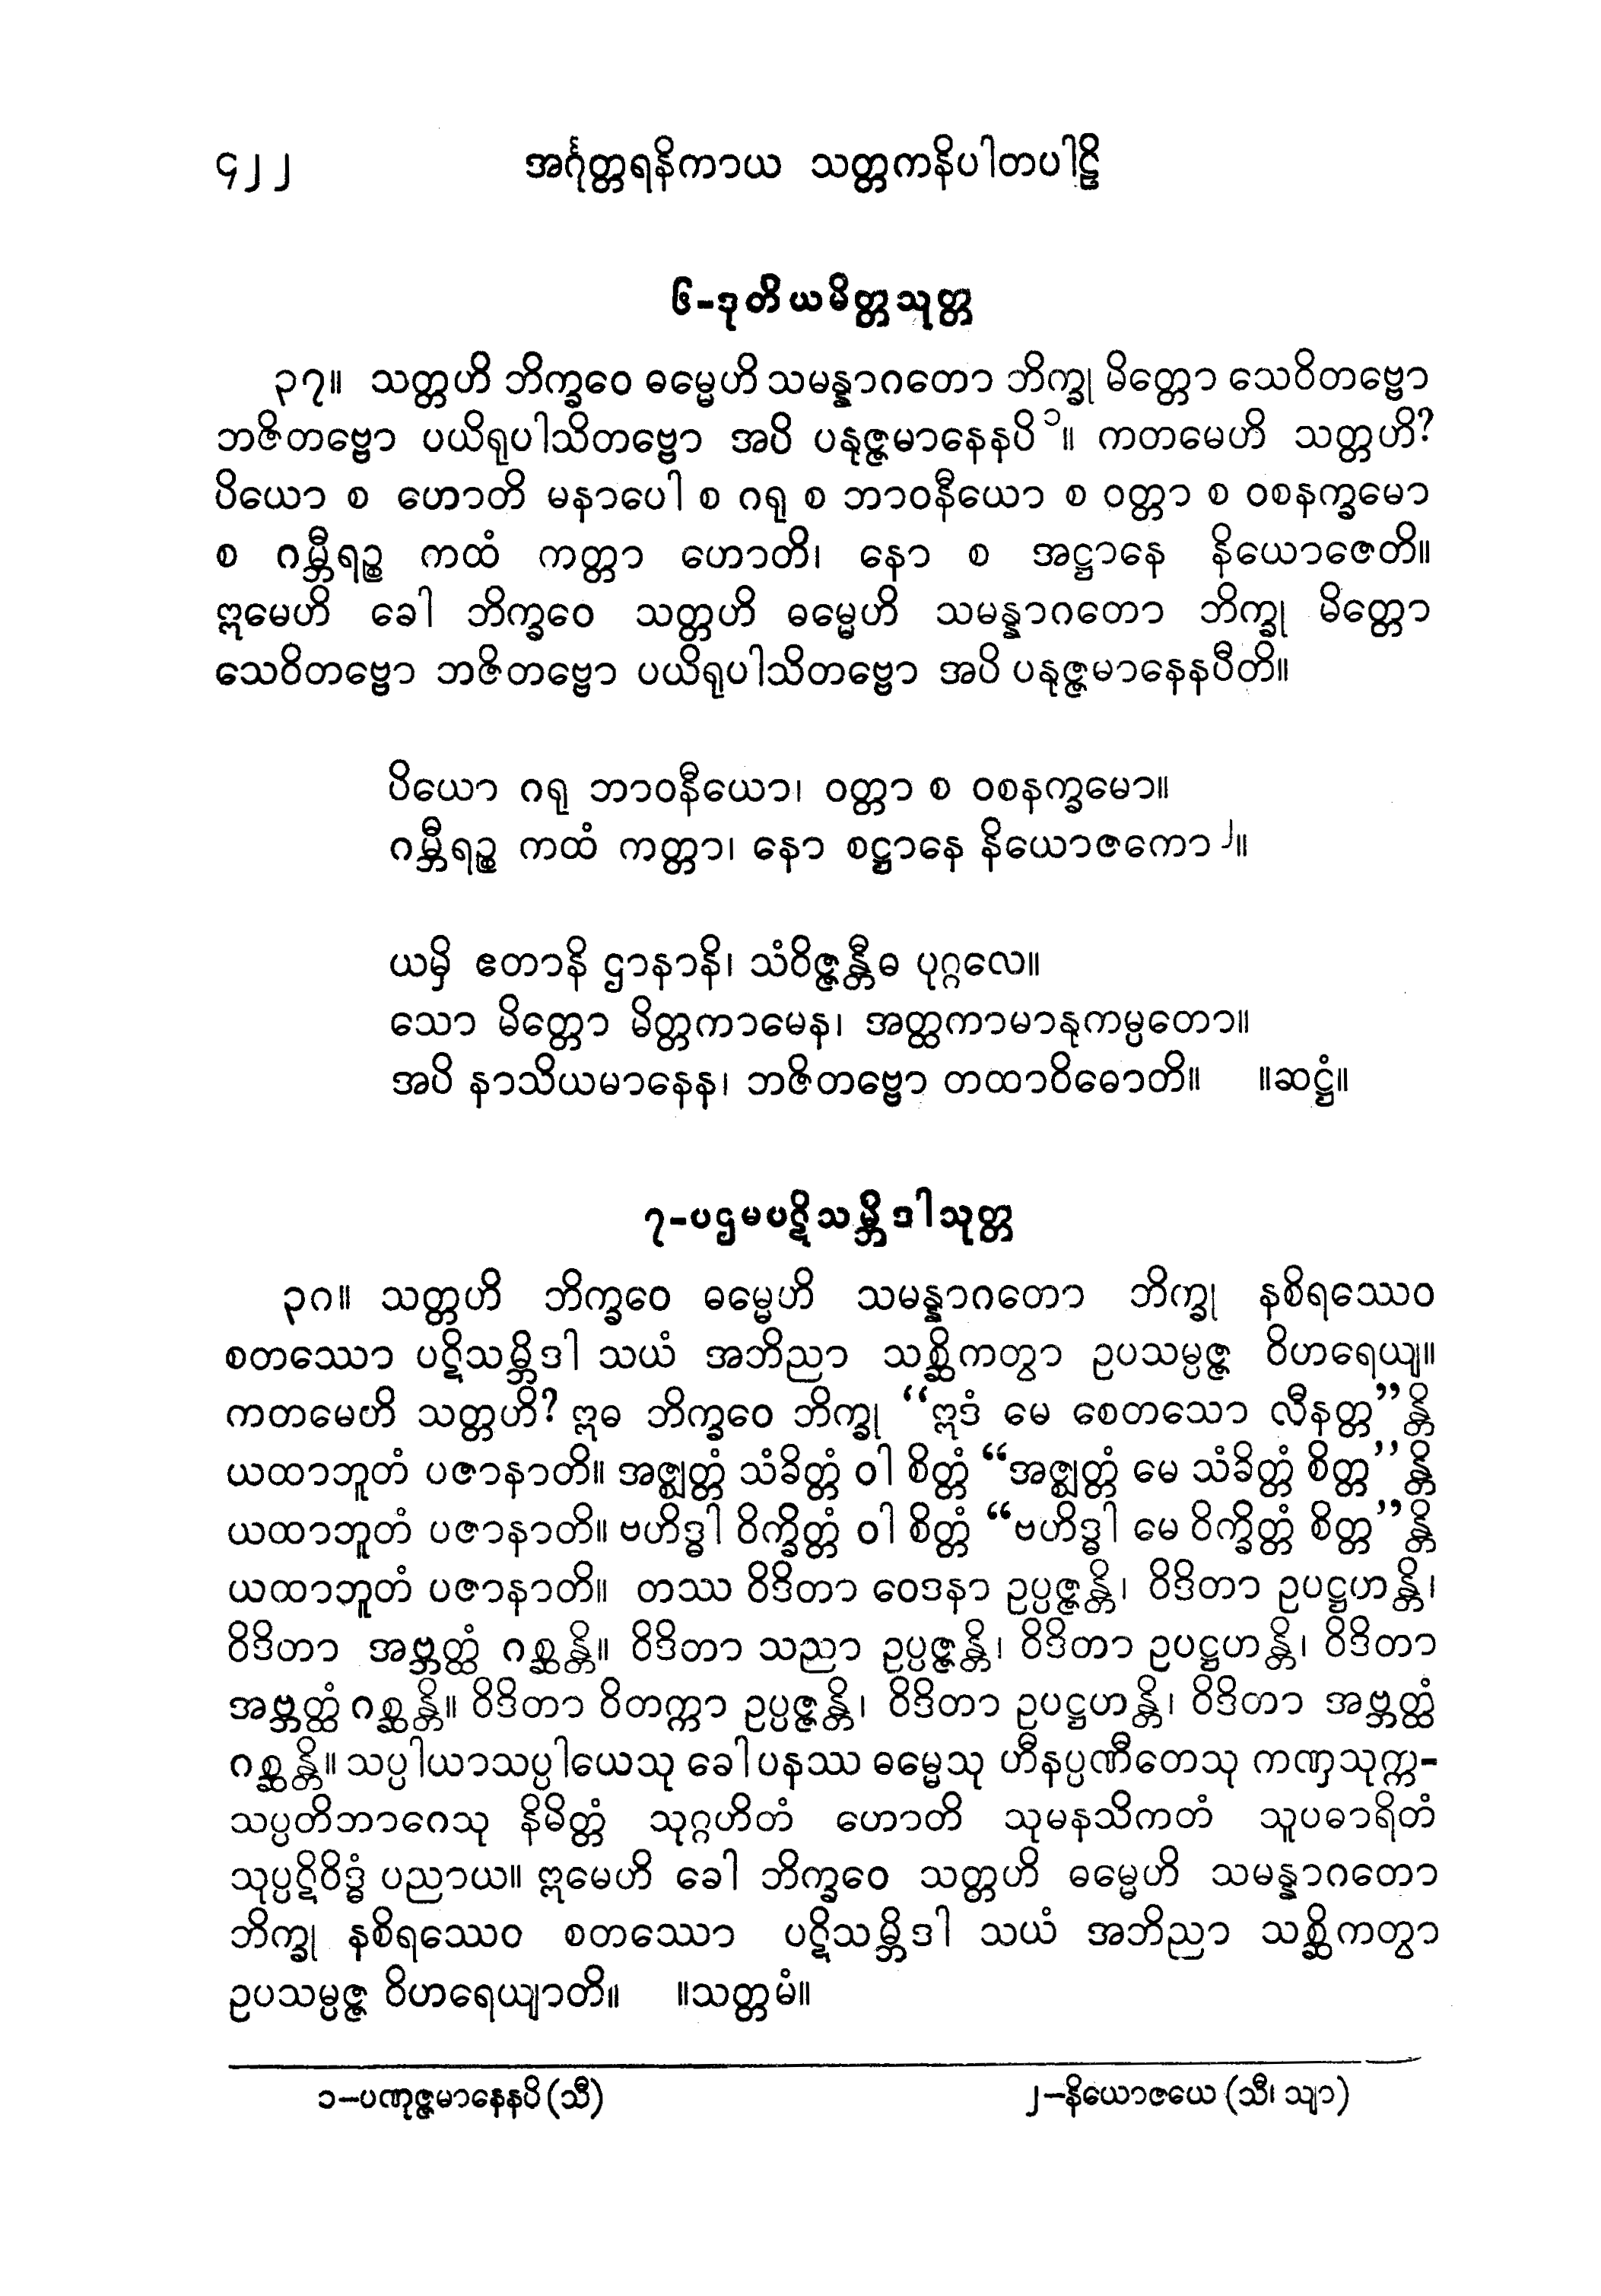 ၄၂၂ အင်္ဂုတ္တရနိကာယ သတ္တကနိပါတပါဠိ
၆-ဒုတိယမိတ္တသုတ္တ
၃၇။ သတ္တဟိ ဘိက္ခဝေ ဓမ္မေဟိ သမန္နာဂတော ဘိက္ခု မိတ္တော သေဝိတဗ္ဗော
ဘဇိတဗ္ဗော ပယိရုပါသိတဗ္ဗော အပိ ပနုဇ္ဇမာနေနပိ ၁။ ကတမေဟိ သတ္တဟိ?
ပိယော စ ဟောတိ မနာပေါ စ ဂရု စ ဘာဝနီယော စ ဝတ္တာ စ ဝစနက္ခမော
စ ဂမ္ဘီရဉ္စ ကထံ ကတ္တာ ဟောတိ၊ နော စ အဋ္ဌာနေ နိယောဇေတိ။
ဣမေဟိ ခေါ ဘိက္ခဝေ သတ္တဟိ ဓမ္မေဟိ သမန္နာဂတော ဘိက္ခု မိတ္တော
သေဝိတဗ္ဗော ဘဇိတဗ္ဗော ပယိရုပါသိတဗ္ဗော အပိ ပနုဇ္ဇမာနေနပီတိ။
ပိယော ဂရု ဘာဝနီယော၊ ဝတ္တာ စ ဝစနက္ခမော။
ဂမ္ဘီရဉ္စ ကထံ ကတ္တာ၊ နော စဋ္ဌာနေ နိယောဇကော ၂။
ယမှိ ဧတာနိ ဌာနာနိ၊ သံဝိဇ္ဇန္တီဓ ပုဂ္ဂလေ။
သော မိတ္တော မိတ္တကာမေန၊ အတ္ထကာမာနုကမ္ပတော။
အပိ နာသိယမာနေန၊ ဘဇိတဗ္ဗော တထာဝိဓောတိ။ ။ဆဋ္ဌံ။
၇-ပဌမပဋိသမ္ဘိဒါသုတ္တ
၃၈။ သတ္တဟိ ဘိက္ခဝေ ဓမ္မေဟိ သမန္နာဂတော ဘိက္ခု နစိရဿေဝ
စတဿော ပဋိသမ္ဘိဒါ သယံ အဘိညာ သစ္ဆိကတွာ ဥပသမ္ပဇ္ဇ ဝိဟရေယျ။
ကတမေဟိ သတ္တဟိ? ဣဓ ဘိက္ခဝေ ဘိက္ခု “ဣဒံ မေ စေတသော လီနတ္တ”န္တိ
ယထာဘူတံ ပဇာနာတိ။ အဇ္ဈတ္တံ သံခိတ္တံ ဝါ စိတ္တံ “အဇ္ဈတ္တံ မေ သံခိတ္တံ စိတ္တ”န္တိ
ယထာဘူတံ ပဇာနာတိ။ ဗဟိဒ္ဓါ ဝိက္ခိတ္တံ ဝါ စိတ္တံ “ဗဟိဒ္ဓါ မေ ဝိက္ခိတ္တံ စိတ္တ”န္တိ
ယထာဘူတံ ပဇာနာတိ။ တဿ ဝိဒိတာ ဝေဒနာ ဥပ္ပဇ္ဇန္တိ၊ ဝိဒိတာ ဥပဋ္ဌဟန္တိ၊
ဝိဒိတာ အဗ္ဘတ္ထံ ဂစ္ဆန္တိ။ ဝိဒိတာ သညာ ဥပ္ပဇ္ဇန္တိ၊ ဝိဒိတာ ဥပဋ္ဌဟန္တိ၊ ဝိဒိတာ
အဗ္ဘတ္ထံ ဂစ္ဆန္တိ။ ဝိဒိတာ ဝိတက္ကာ ဥပ္ပဇ္ဇန္တိ၊ ဝိဒိတာ ဥပဋ္ဌဟန္တိ၊ ဝိဒိတာ အဗ္ဘတ္ထံ
ဂစ္ဆန္တိ။ သပ္ပါယာသပ္ပါယေသု ခေါ ပနဿ ဓမ္မေသု ဟီနပ္ပဏီတေသု ကဏှသုက္က-
သပ္ပတိဘာဂေသု နိမိတ္တံ သုဂ္ဂဟိတံ ဟောတိ သုမနသိကတံ သူပဓာရိတံ
သုပ္ပဋိဝိဒ္ဓံ ပညာယ။ ဣမေဟိ ခေါ ဘိက္ခဝေ သတ္တဟိ ဓမ္မေဟိ သမန္နာဂတော
ဘိက္ခု နစိရဿေဝ စတဿော ပဋိသမ္ဘိဒါ သယံ အဘိညာ သစ္ဆိကတွာ
ဥပသမ္ပဇ္ဇ ဝိဟရေယျာတိ။ ။သတ္တမံ။
၁–ပဏုဇ္ဇမာနေနပိ (သီ) ၂–နိယောဇယေ (သီ၊ သျာ)